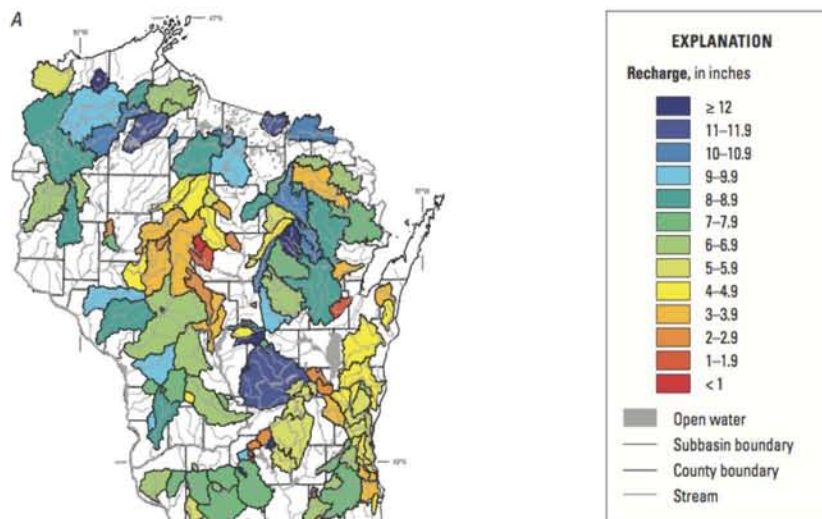 A
EXPLANATION
Recharge, in inches
≥ 12
11–11.9
10–10.9
9–9.9
8–8.9
7–7.9
6–6.9
5–5.9
4–4.9
3–3.9
2–2.9
1–1.9
< 1
Open water
Subbasin boundary
County boundary
Stream